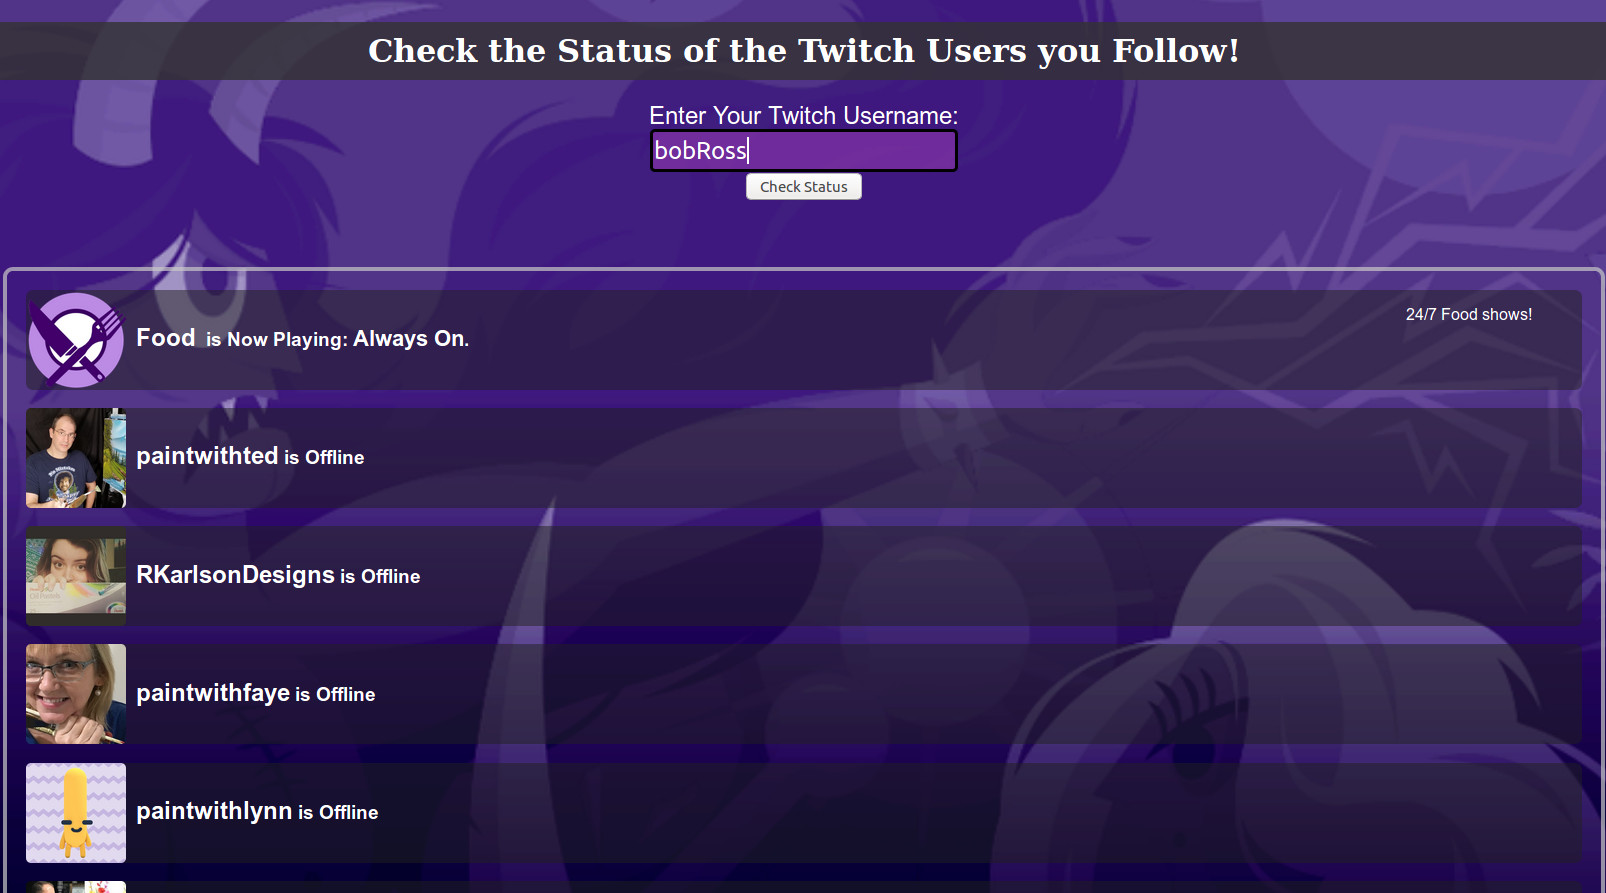 Check the Status of the Twitch Users you Follow!
Enter Your Twitch Username:
bobRoss
Check Status
Food is Now Playing: Always On.
24/7 Food shows!
paintwithted is Offline
RKarlsonDesigns is Offline
paintwithfaye is Offline
paintwithlynn is Offline